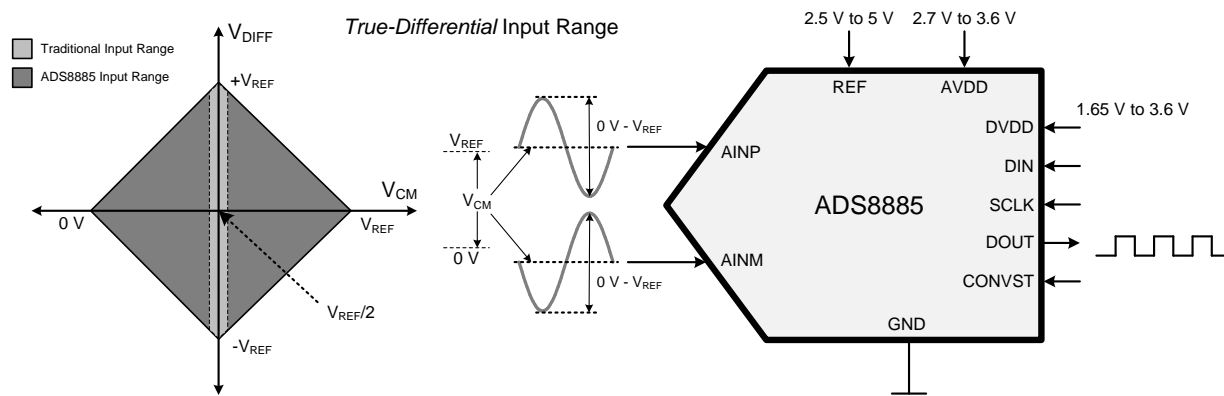 True-Differential Input Range
Traditional Input Range
ADS8885 Input Range
VDIFF
+VREF
VCM
0 V
VREF
VREF/2
-VREF
VREF
VCM
0 V
0 V - VREF
0 V - VREF
2.5 V to 5 V
2.7 V to 3.6 V
REF
AVDD
1.65 V to 3.6 V
AINP
AINM
ADS8885
DVDD
DIN
SCLK
DOUT
CONVST
GND